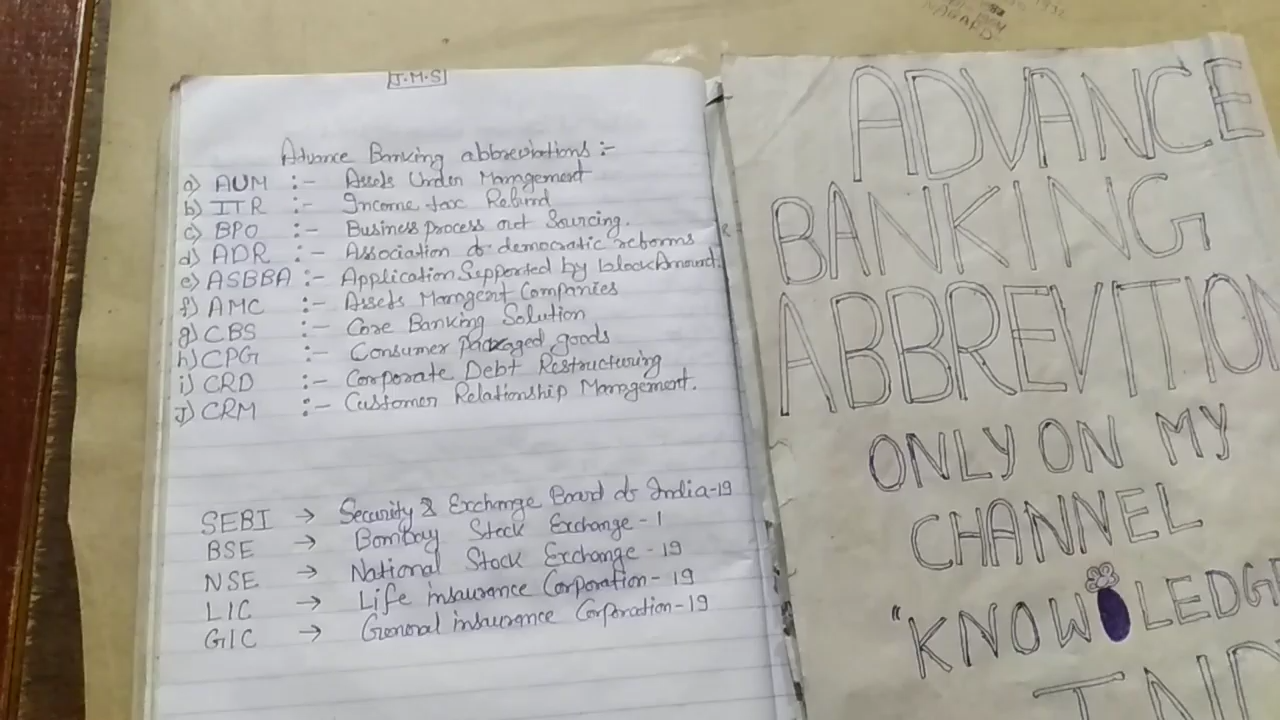 J.M.S
Advance Banking abbreviations :-
a) AUM :- Assets Under Mangement
b) ITR :- Income tax Refund
c) BPO :- Business process out Sourcing.
d) ADR :- Association of democratic reforms
e) ASBBA :- Application Supported by block Amount.
f) AMC :- Assets Mangent Companies
g) CBS :- Core Banking Solution
h) CPG :- Consumer packaged goods
i) CRD :- Corporate Debt Restructuring
J) CRM :- Customer Relationship Management.
SEBI → Security & Exchange Board of India-19
BSE → Bombay Stock Exchange - 1
NSE → National Stock Exchange - 19
LIC → Life insurance Corporation - 19
GIC → General insurance Corporation-19
ADVANCE
BANKING
ABBREVITION
ONLY ON MY
CHANNEL
"KNOWLEDGE
IND